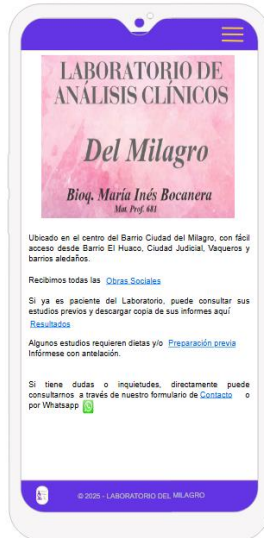 LABORATORIO DE
ANÁLISIS CLÍNICOS
Del Milagro
Bioq. María Inés Bocanera
Mat. Prof. 681
Ubicado en el centro del Barrio Ciudad del Milagro, con fácil
acceso desde Barrio El Huaco, Ciudad Judicial, Vaqueros y
barrios aledaños.
Recibimos todas las Obras Sociales
Si ya es paciente del Laboratorio, puede consultar sus
estudios previos y descargar copia de sus informes aquí
Resultados
Algunos estudios requieren dietas y/o Preparación previa
Infórmese con antelación.
Si tiene dudas o inquietudes, directamente puede
consultarnos a través de nuestro formulario de Contacto o
por Whatsapp
© 2025 - LABORATORIO DEL MILAGRO